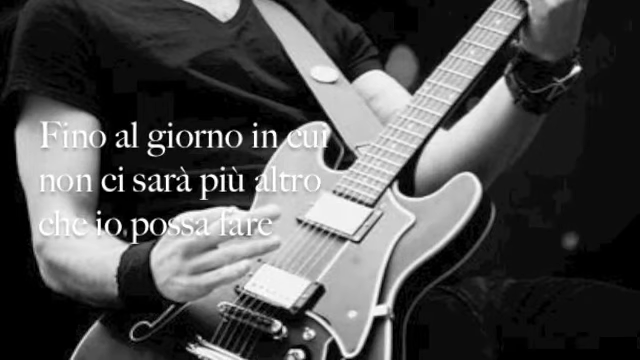 Fino al giorno in cui
non ci sarà più altro
che io possa fare